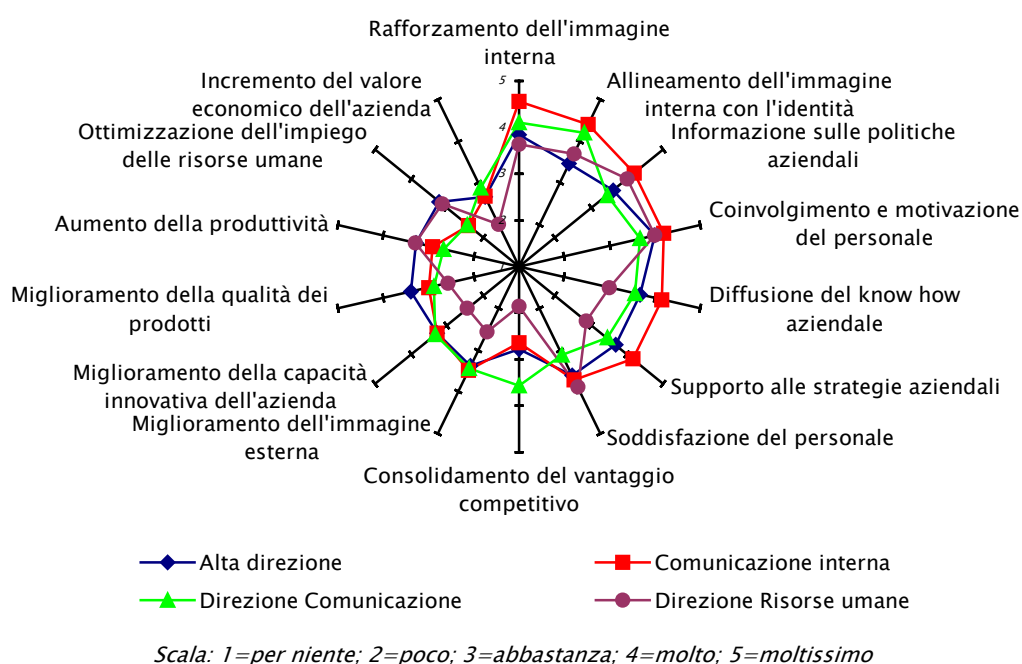 Rafforzamento dell'immagine
interna
Allineamento dell'immagine
interna con l'identità
Informazione sulle politiche
aziendali
Coinvolgimento e motivazione
del personale
Diffusione del know how
aziendale
Supporto alle strategie aziendali
Soddisfazione del personale
Consolidamento del vantaggio
competitivo
Miglioramento dell'immagine
esterna
Miglioramento della capacità
innovativa dell'azienda
Miglioramento della qualità dei
prodotti
Aumento della produttività
Ottimizzazione dell'impiego
delle risorse umane
Incremento del valore
economico dell'azienda
5
4
3
2
1
Alta direzione
Comunicazione interna
Direzione Comunicazione
Direzione Risorse umane
Scala: 1=per niente; 2=poco; 3=abbastanza; 4=molto; 5=moltissimo